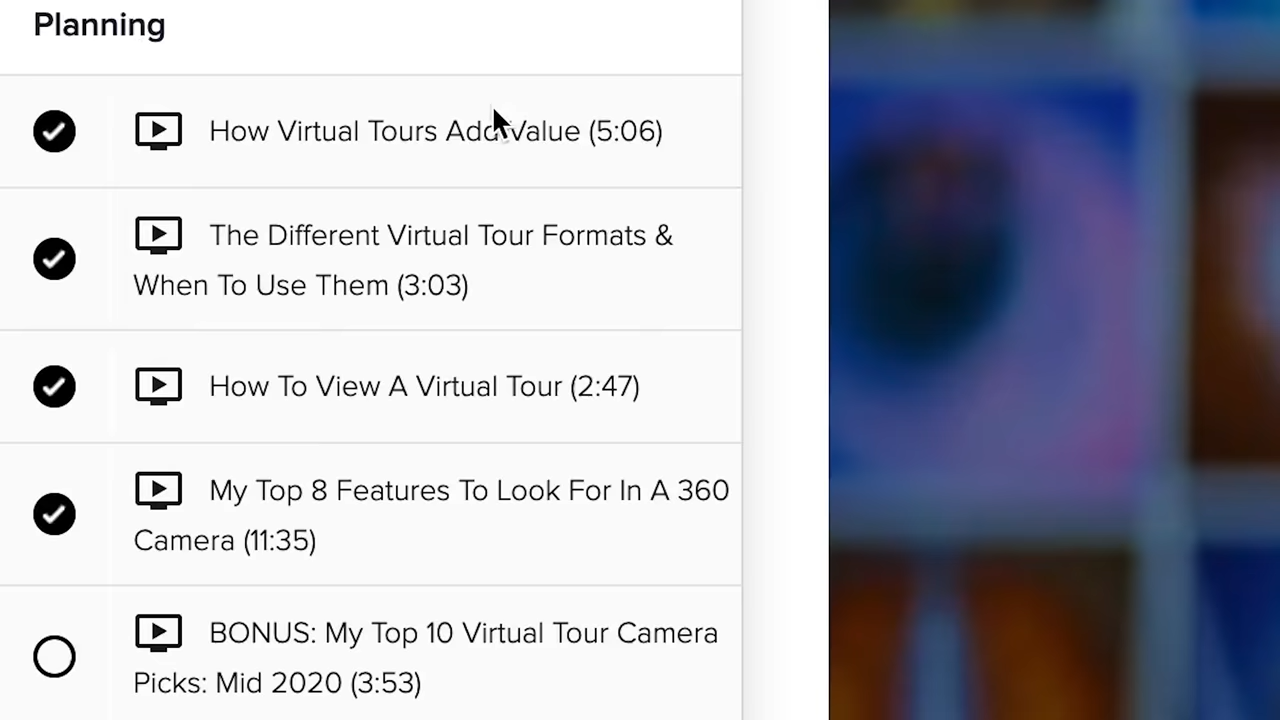 Planning
How Virtual Tours Add Value (5:06)
The Different Virtual Tour Formats &
When To Use Them (3:03)
How To View A Virtual Tour (2:47)
My Top 8 Features To Look For In A 360
Camera (11:35)
BONUS: My Top 10 Virtual Tour Camera
Picks: Mid 2020 (3:53)